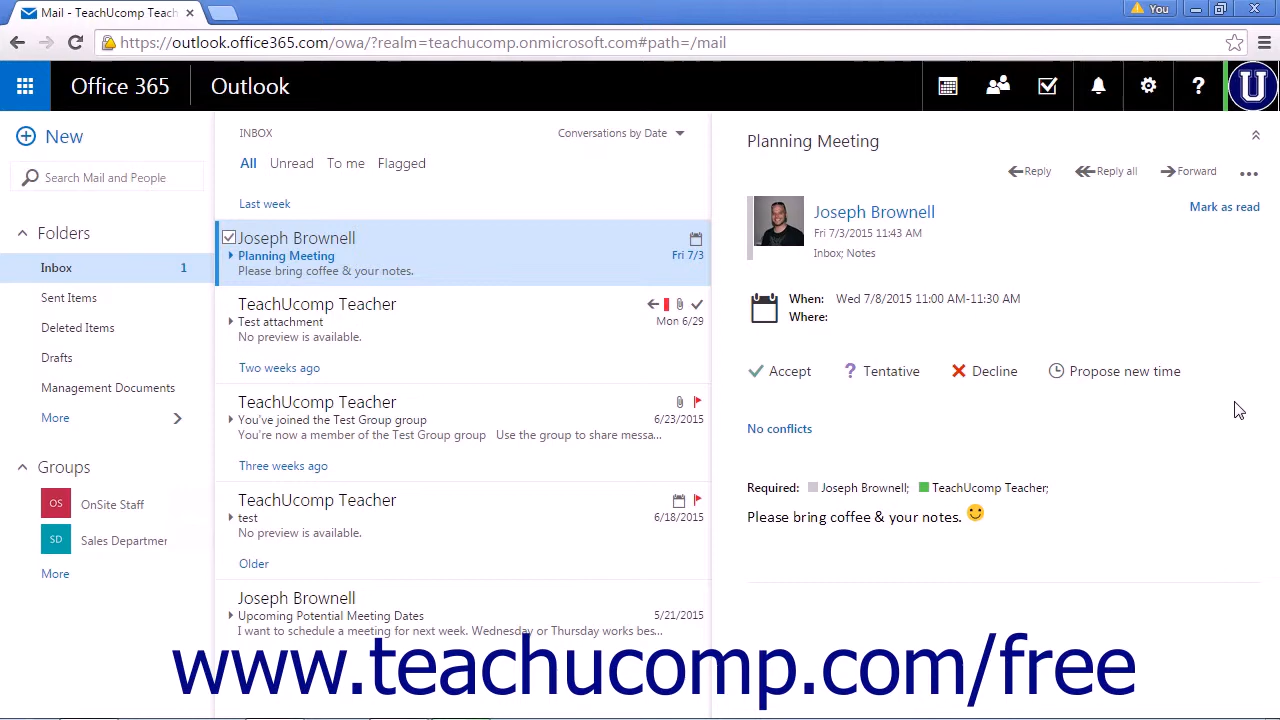 Mail - TeachUcomp Teach
You
https://outlook.office365.com/owa/?realm=teachucomp.onmicrosoft.com#path=/mail
Office 365
Outlook
?
U
New
Search Mail and People
Folders
Inbox 1
Sent Items
Deleted Items
Drafts
Management Documents
More
Groups
OS OnSite Staff
SD Sales Departmen
More
INBOX
Conversations by Date
All Unread To me Flagged
Last week
Joseph Brownell
Planning Meeting Fri 7/3
Please bring coffee & your notes.
TeachUcomp Teacher
Test attachment Mon 6/29
No preview is available.
Two weeks ago
TeachUcomp Teacher
You've joined the Test Group group 6/23/2015
You're now a member of the Test Group group Use the group to share messa...
Three weeks ago
TeachUcomp Teacher
test 6/18/2015
No preview is available.
Older
Joseph Brownell
Upcoming Potential Meeting Dates 5/21/2015
I want to schedule a meeting for next week. Wednesday or Thursday works bes...
Planning Meeting
Reply Reply all Forward ...
Mark as read
Joseph Brownell
Fri 7/3/2015 11:43 AM
Inbox; Notes
When: Wed 7/8/2015 11:00 AM-11:30 AM
Where:
Accept ? Tentative Decline Propose new time
No conflicts
Required: Joseph Brownell; TeachUcomp Teacher;
Please bring coffee & your notes.
www.teachucomp.com/free